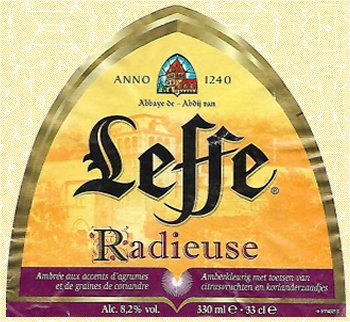 ANNO 1240
Abbaye de - Abdij van
Leffe
®
Radieuse
Ambrée aux accents d'agrumes Amberkleurig met toetsen van
et de graines de coriandre citrusvruchten en korianderzaadjes
Alc. 8,2% vol. 330 ml e - 33 cl e